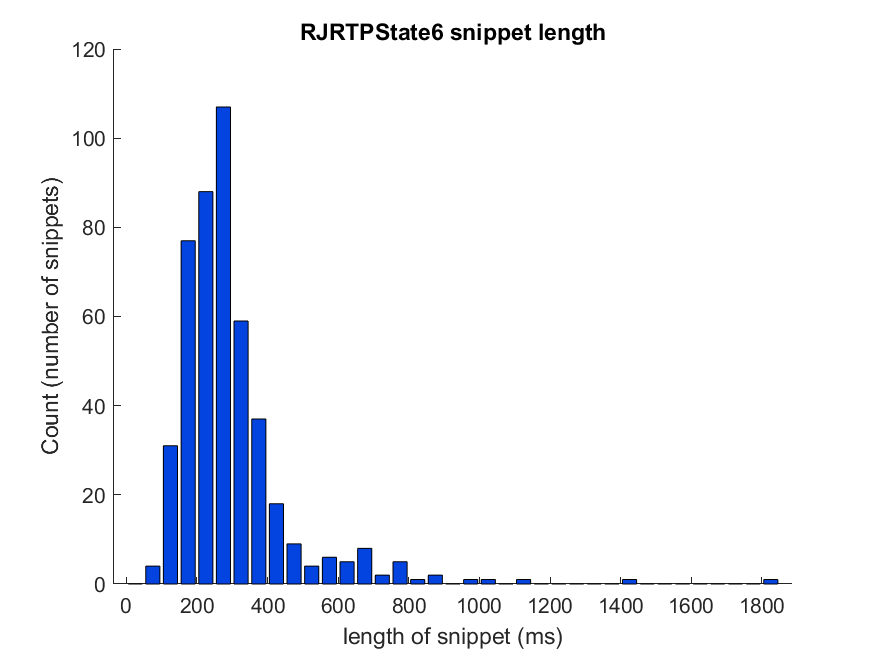 RJRTPState6 snippet length
120
100
80
60
40
20
0
Count (number of snippets)
0 200 400 600 800 1000 1200 1400 1600 1800
length of snippet (ms)